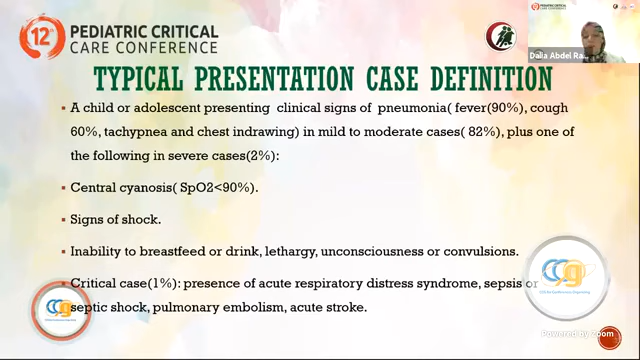 12th PEDIATRIC CRITICAL
CARE CONFERENCE
Dalia Abdel Ra
TYPICAL PRESENTATION CASE DEFINITION
▪ A child or adolescent presenting clinical signs of pneumonia( fever(90%), cough
60%, tachypnea and chest indrawing) in mild to moderate cases( 82%), plus one of
the following in severe cases(2%):
▪ Central cyanosis( SpO2<90%).
▪ Signs of shock.
▪ Inability to breastfeed or drink, lethargy, unconsciousness or convulsions.
▪ Critical case(1%): presence of acute respiratory distress syndrome, sepsis or
septic shock, pulmonary embolism, acute stroke.
Powered by Zoom